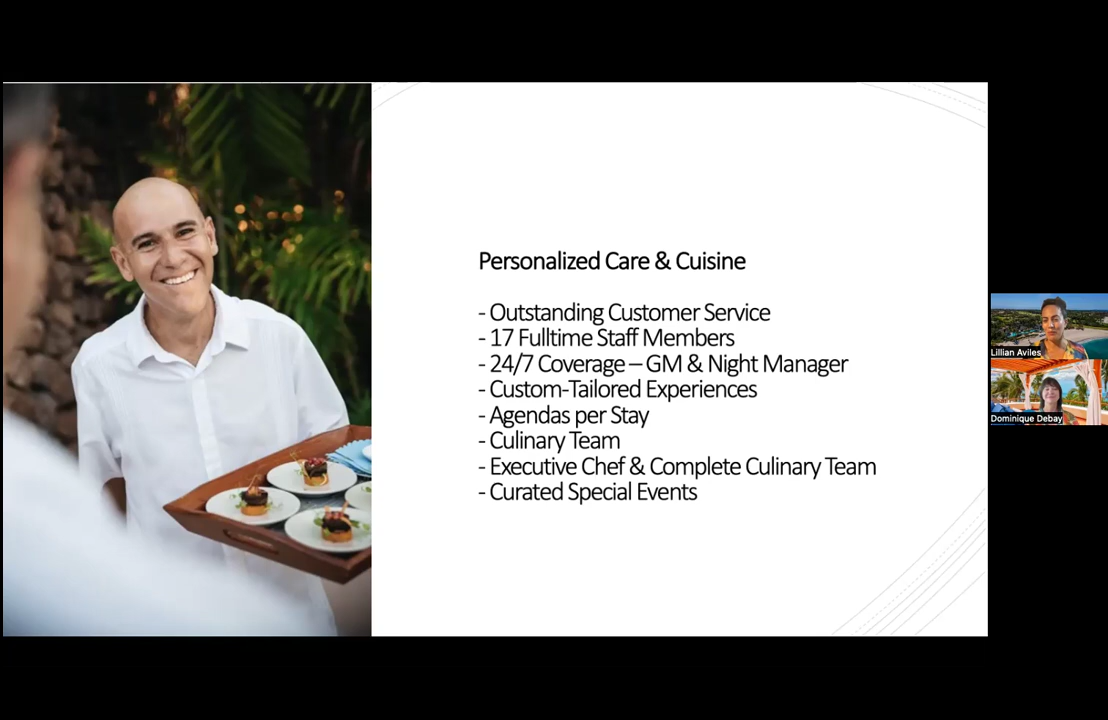 Personalized Care & Cuisine
- Outstanding Customer Service
- 17 Fulltime Staff Members
- 24/7 Coverage – GM & Night Manager
- Custom-Tailored Experiences
- Agendas per Stay
- Culinary Team
- Executive Chef & Complete Culinary Team
- Curated Special Events
Lillian Aviles
Dominique Debay